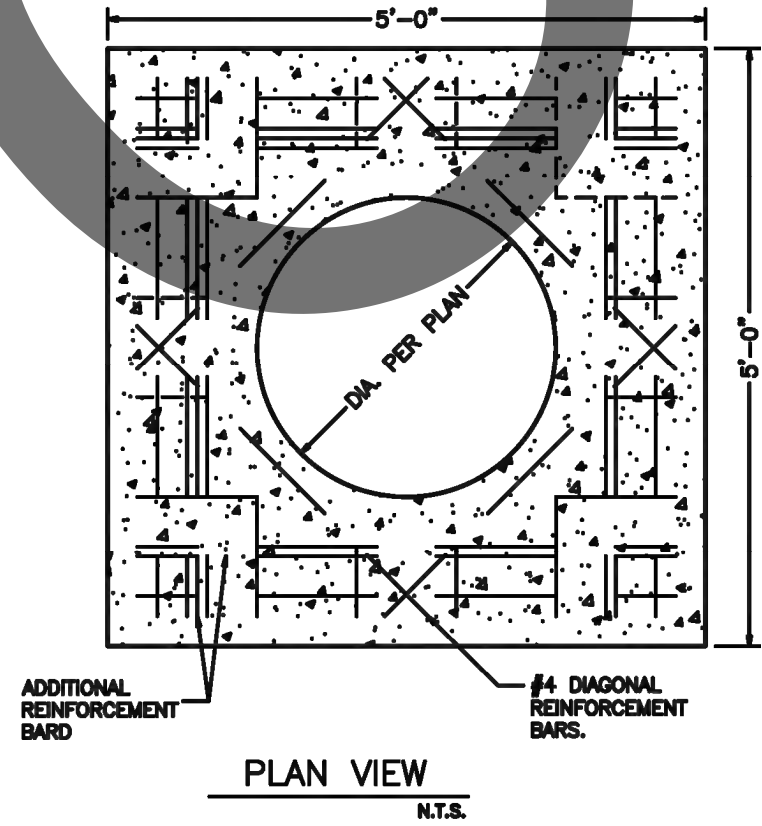 5'-0"
DIA. PER PLAN
5'-0"
ADDITIONAL
REINFORCEMENT
BARD
#4 DIAGONAL
REINFORCEMENT
BARS.
PLAN VIEW
N.T.S.